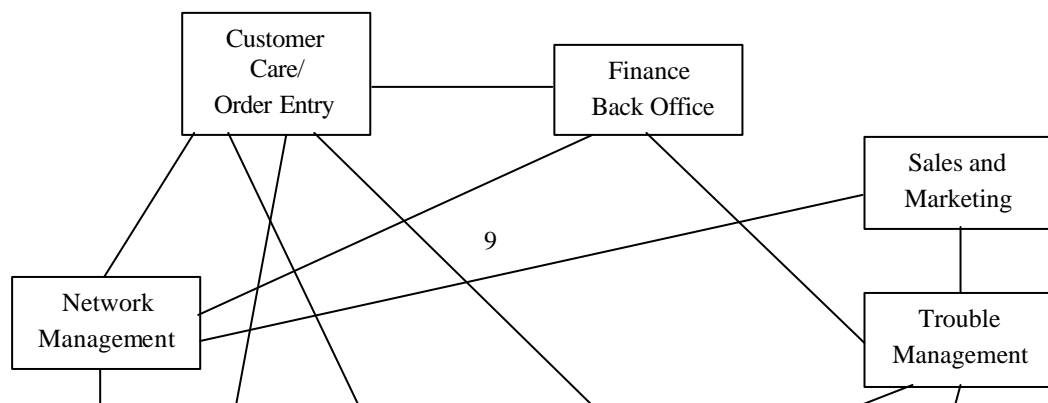 Customer
Care/
Order Entry
Finance
Back Office
Sales and
Marketing
9
Network
Management
Trouble
Management